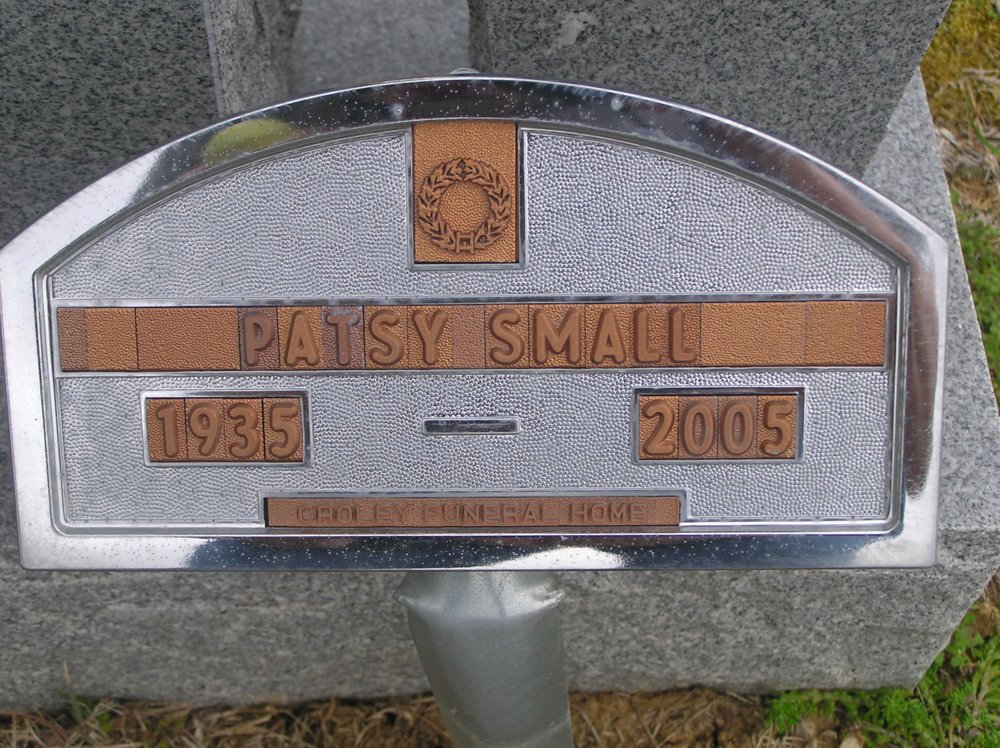 PATSY SMALL
1935 — 2005
CROLEY FUNERAL HOME